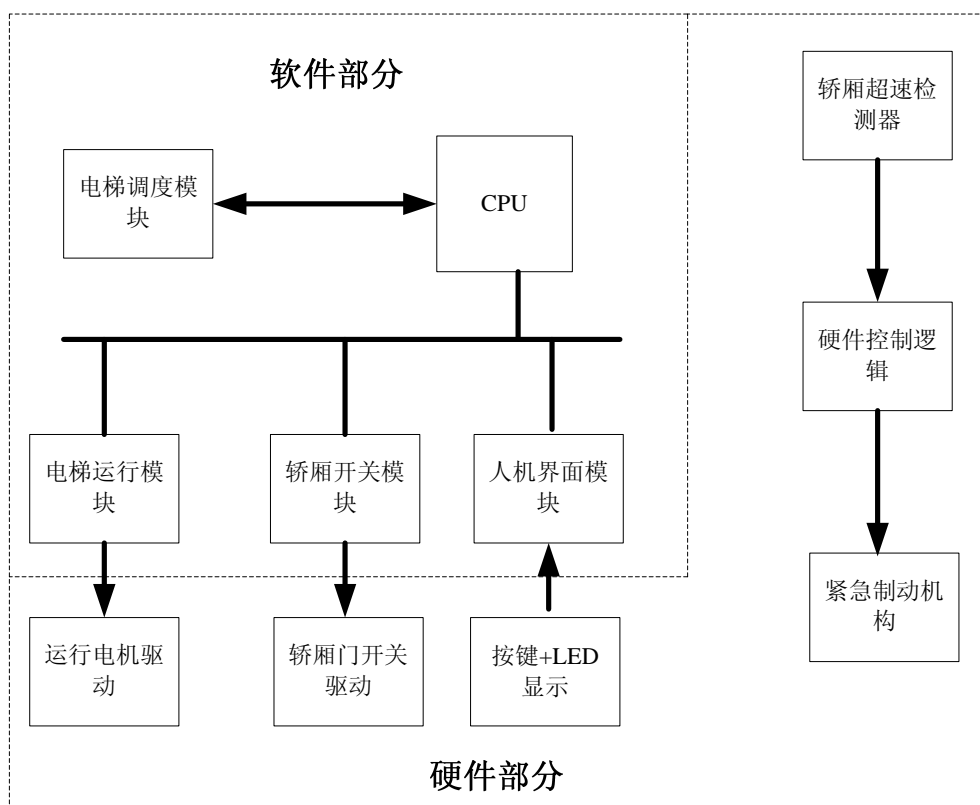 软件部分
轿厢超速检
测器
电梯调度模
块
CPU
硬件控制逻
辑
电梯运行模
块
轿厢开关模
块
人机界面模
块
紧急制动机
构
运行电机驱
动
轿厢门开关
驱动
按键+LED
显示
硬件部分